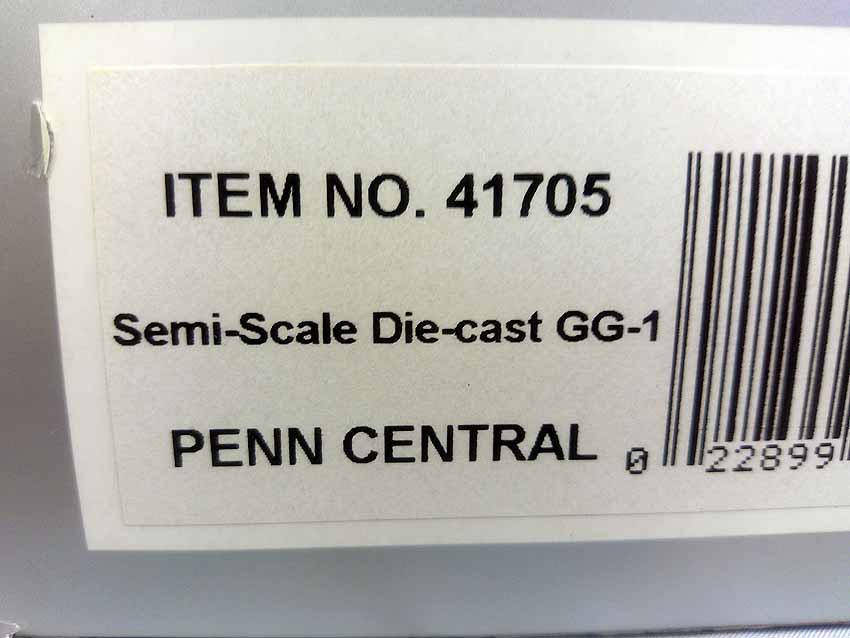 ITEM NO. 41705
Semi-Scale Die-cast GG-1
PENN CENTRAL
0 22899